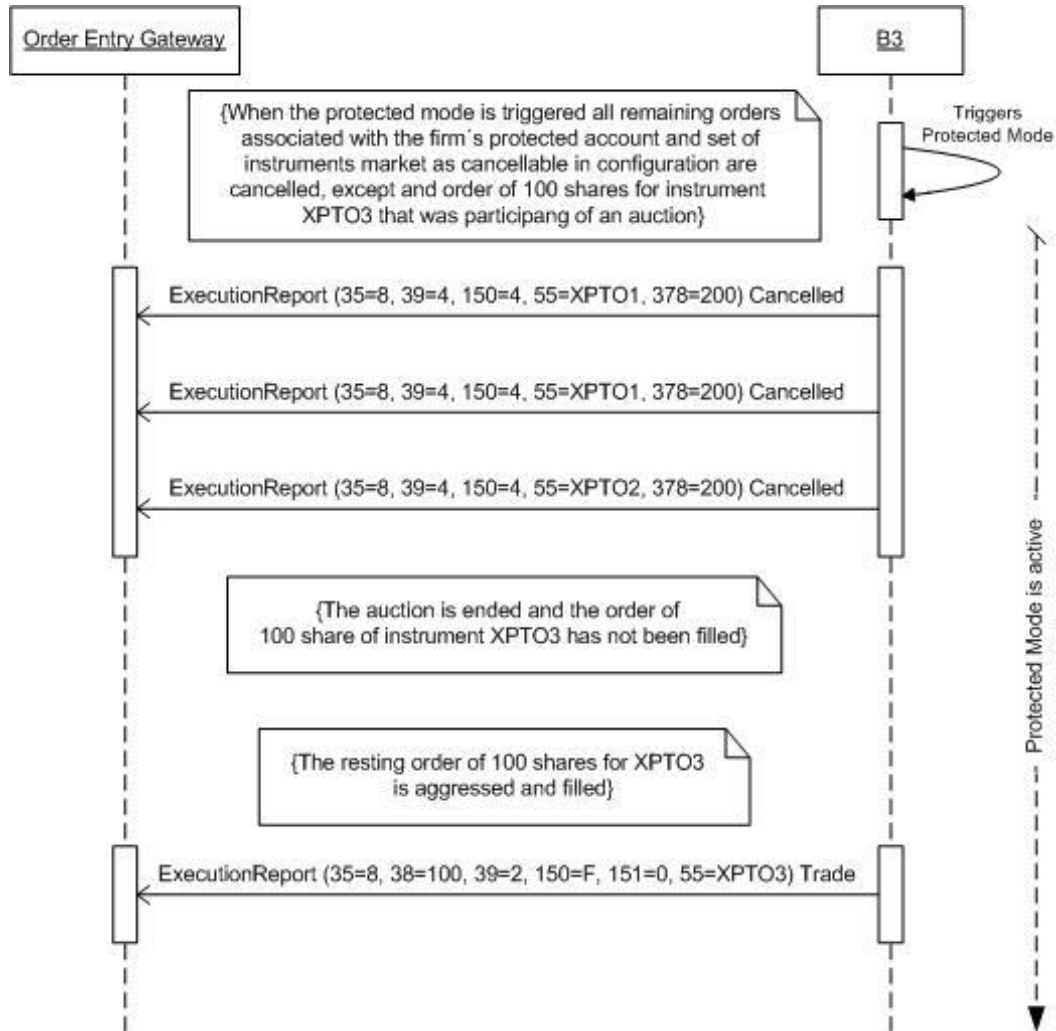 Order Entry Gateway
B3
{When the protected mode is triggered all remaining orders
associated with the firm´s protected account and set of
instruments market as cancellable in configuration are
cancelled, except and order of 100 shares for instrument
XPTO3 that was participang of an auction}
Triggers
Protected Mode
ExecutionReport (35=8, 39=4, 150=4, 55=XPTO1, 378=200) Cancelled
ExecutionReport (35=8, 39=4, 150=4, 55=XPTO1, 378=200) Cancelled
ExecutionReport (35=8, 39=4, 150=4, 55=XPTO2, 378=200) Cancelled
{The auction is ended and the order of
100 share of instrument XPTO3 has not been filled}
Protected Mode is active
{The resting order of 100 shares for XPTO3
is aggressed and filled}
ExecutionReport (35=8, 38=100, 39=2, 150=F, 151=0, 55=XPTO3) Trade